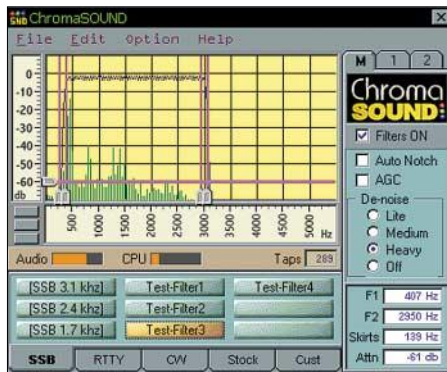 SND ChromaSOUND
File Edit Option Help
0
-10
-20
-30
-40
-50
-60
db
500
1000
1500
2000
2500
3000
3500
4000
4500
5000
Hz
Audio CPU Taps 289
[SSB 3.1 khz] Test-Filter1 Test-Filter4
[SSB 2.4 khz] Test-Filter2
[SSB 1.7 khz] Test-Filter3
SSB RTTY CW Stock Cust
M 1 2
Chroma
SOUND
Filters ON
Auto Notch
AGC
De-noise
Lite
Medium
Heavy
Off
F1 407 Hz
F2 2950 Hz
Skirts 139 Hz
Attn -61 db